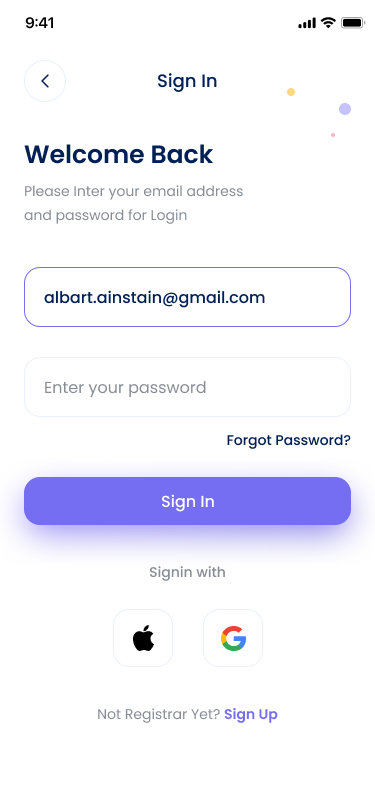 9:41
Sign In
Welcome Back
Please Inter your email address
and password for Login
albart.ainstain@gmail.com
Enter your password
Forgot Password?
Sign In
Signin with
Not Registrar Yet? Sign Up